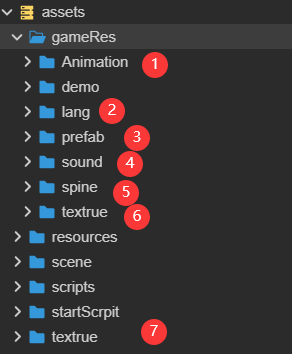 assets
gameRes
Animation 1
demo
lang 2
prefab 3
sound 4
spine 5
textrue 6
resources
scene
scripts
startScrpit
textrue 7